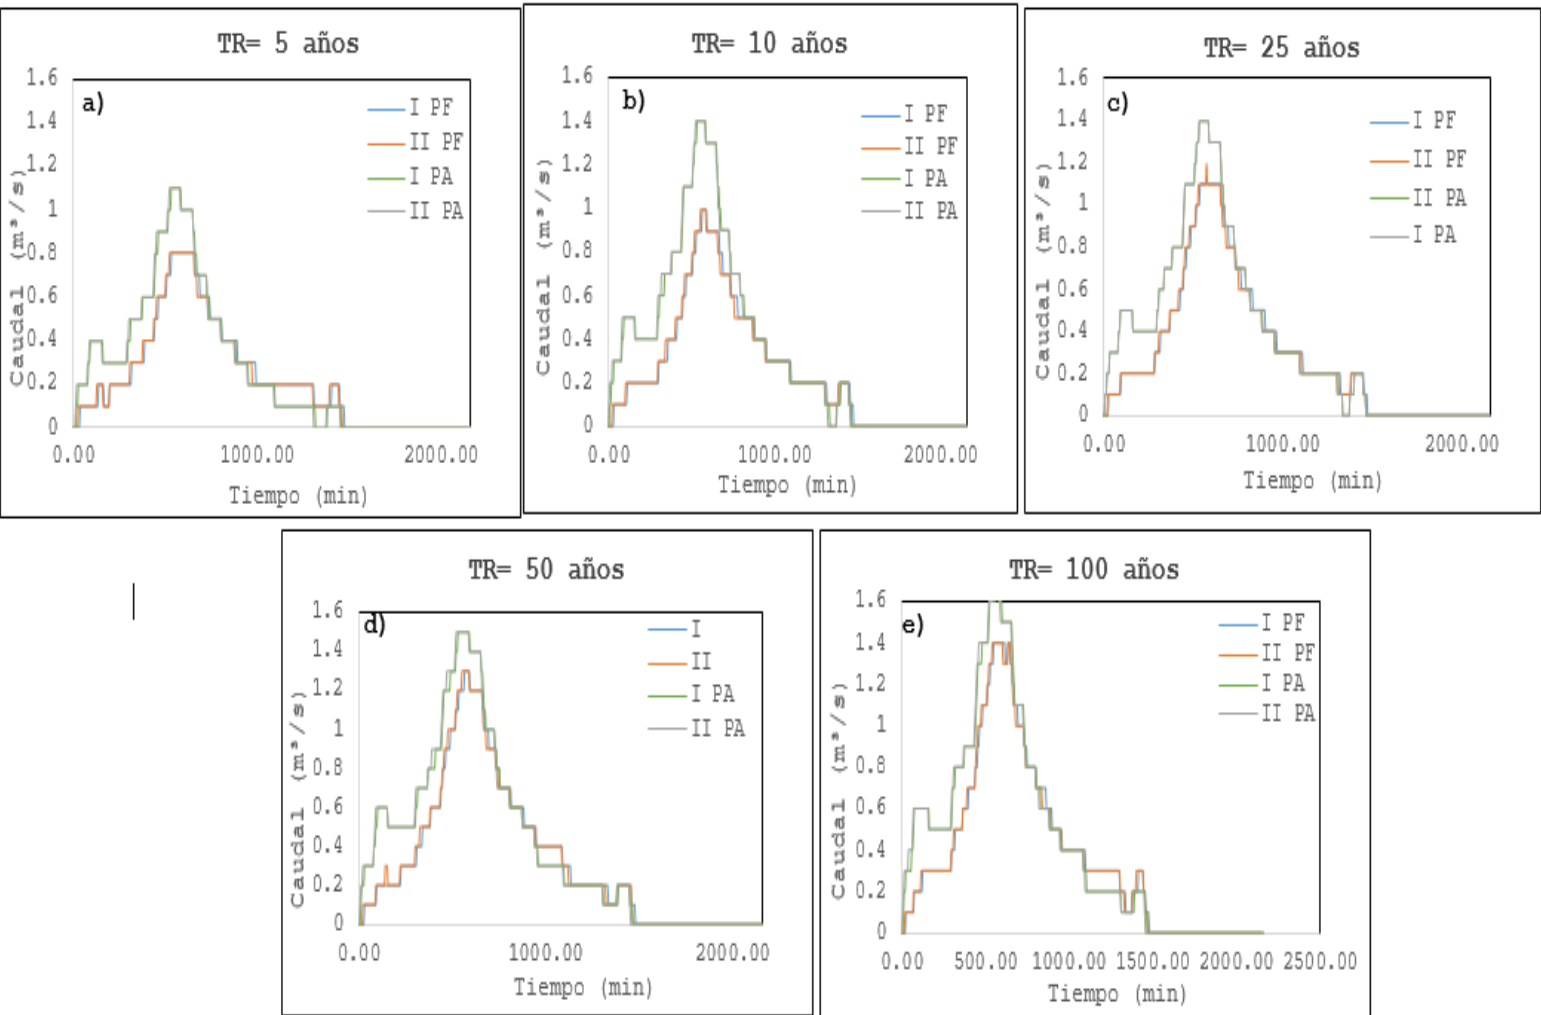 TR= 5 años
a)
1.6
1.4
1.2
1
0.8
0.6
0.4
0.2
0
Caudal (m³/s)
I PF
II PF
I PA
II PA
0.00 1000.00 2000.00
Tiempo (min)
TR= 10 años
b)
1.6
1.4
1.2
1
0.8
0.6
0.4
0.2
0
Caudal (m³/s)
I PF
II PF
I PA
II PA
0.00 1000.00 2000.00
Tiempo (min)
TR= 25 años
c)
1.6
1.4
1.2
1
0.8
0.6
0.4
0.2
0
Caudal (m³/s)
I PF
II PF
II PA
I PA
0.00 1000.00 2000.00
Tiempo (min)
TR= 50 años
d)
1.6
1.4
1.2
1
0.8
0.6
0.4
0.2
0
Caudal (m³/s)
I
II
I PA
II PA
0.00 1000.00 2000.00
Tiempo (min)
TR= 100 años
e)
1.6
1.4
1.2
1
0.8
0.6
0.4
0.2
0
Caudal (m³/s)
I PF
II PF
I PA
II PA
0.00 500.00 1000.00 1500.00 2000.00 2500.00
Tiempo (min)